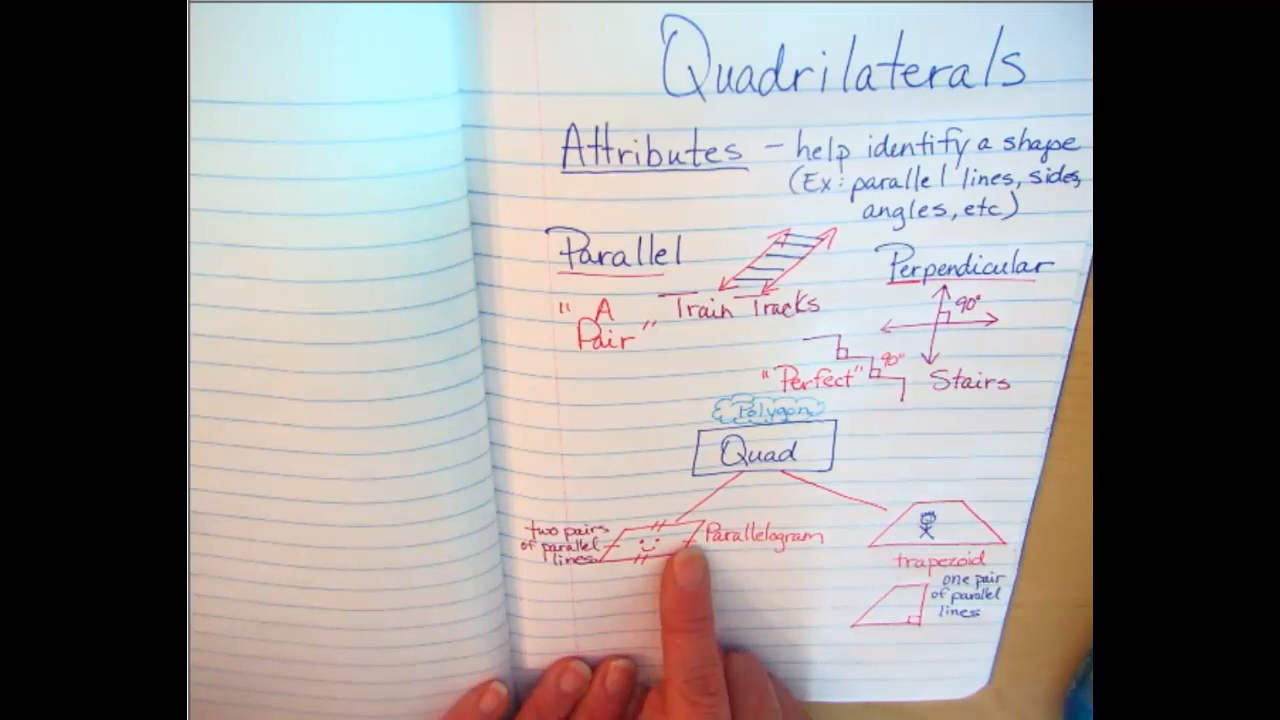 Quadrilaterals
Attributes - help identify a shape
(Ex: parallel lines, sides,
angles, etc)
Parallel
Perpendicular
"A
Pair"
Train Tracks
90°
"Perfect"
90°
Stairs
Polygon
Quad
two pairs
of parallel
lines
Parallelogram
trapezoid
one pair
of parallel
lines